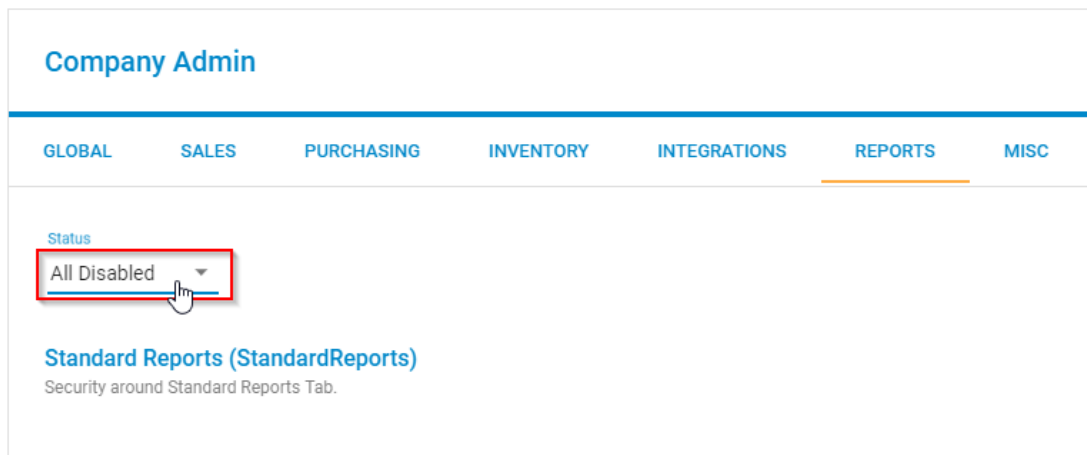 Company Admin
GLOBAL SALES PURCHASING INVENTORY INTEGRATIONS REPORTS MISC
Status
All Disabled
Standard Reports (StandardReports)
Security around Standard Reports Tab.